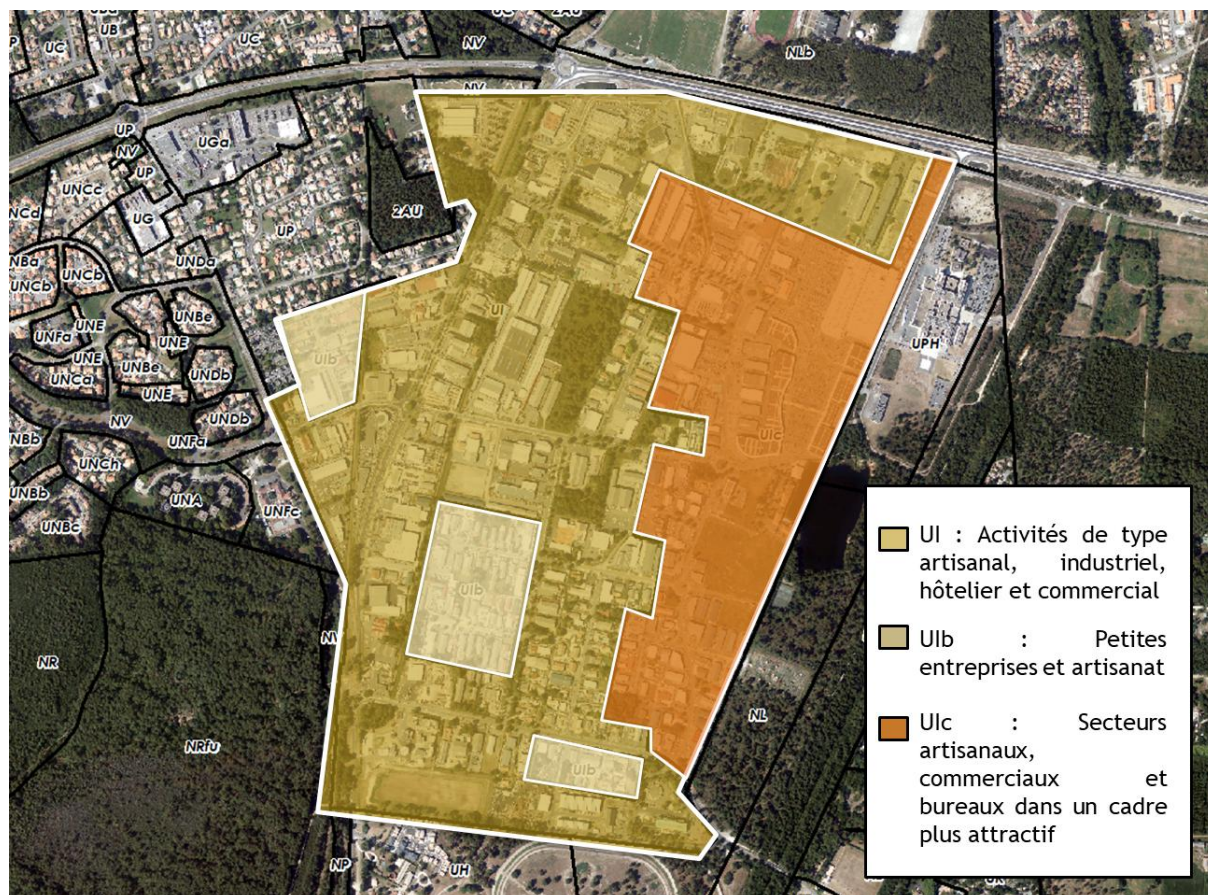 UB
UC
UC
2AU
P
UC
NV
NLb
NV
UP
UGa
NV
UP
UNCc
NCd
UG
2AU
UP
UNDa
NBa
UNCb
UNCb
UI
UNBe
UIb
UNE
UNFa
UNE
UPH
UNE
UNBe
UNDb
UNCa
UNE
NV
UNDb
UIc
UNFa
NBb
UNCh
UNBb
UNA
UNFc
UNBc
UIb
NV
NR
NL
NRfu
UIb
NP
UH
UI : Activités de type
artisanal, industriel,
hôtelier et commercial
UIb : Petites
entreprises et artisanat
UIc : Secteurs
artisanaux,
commerciaux et
bureaux dans un cadre
plus attractif